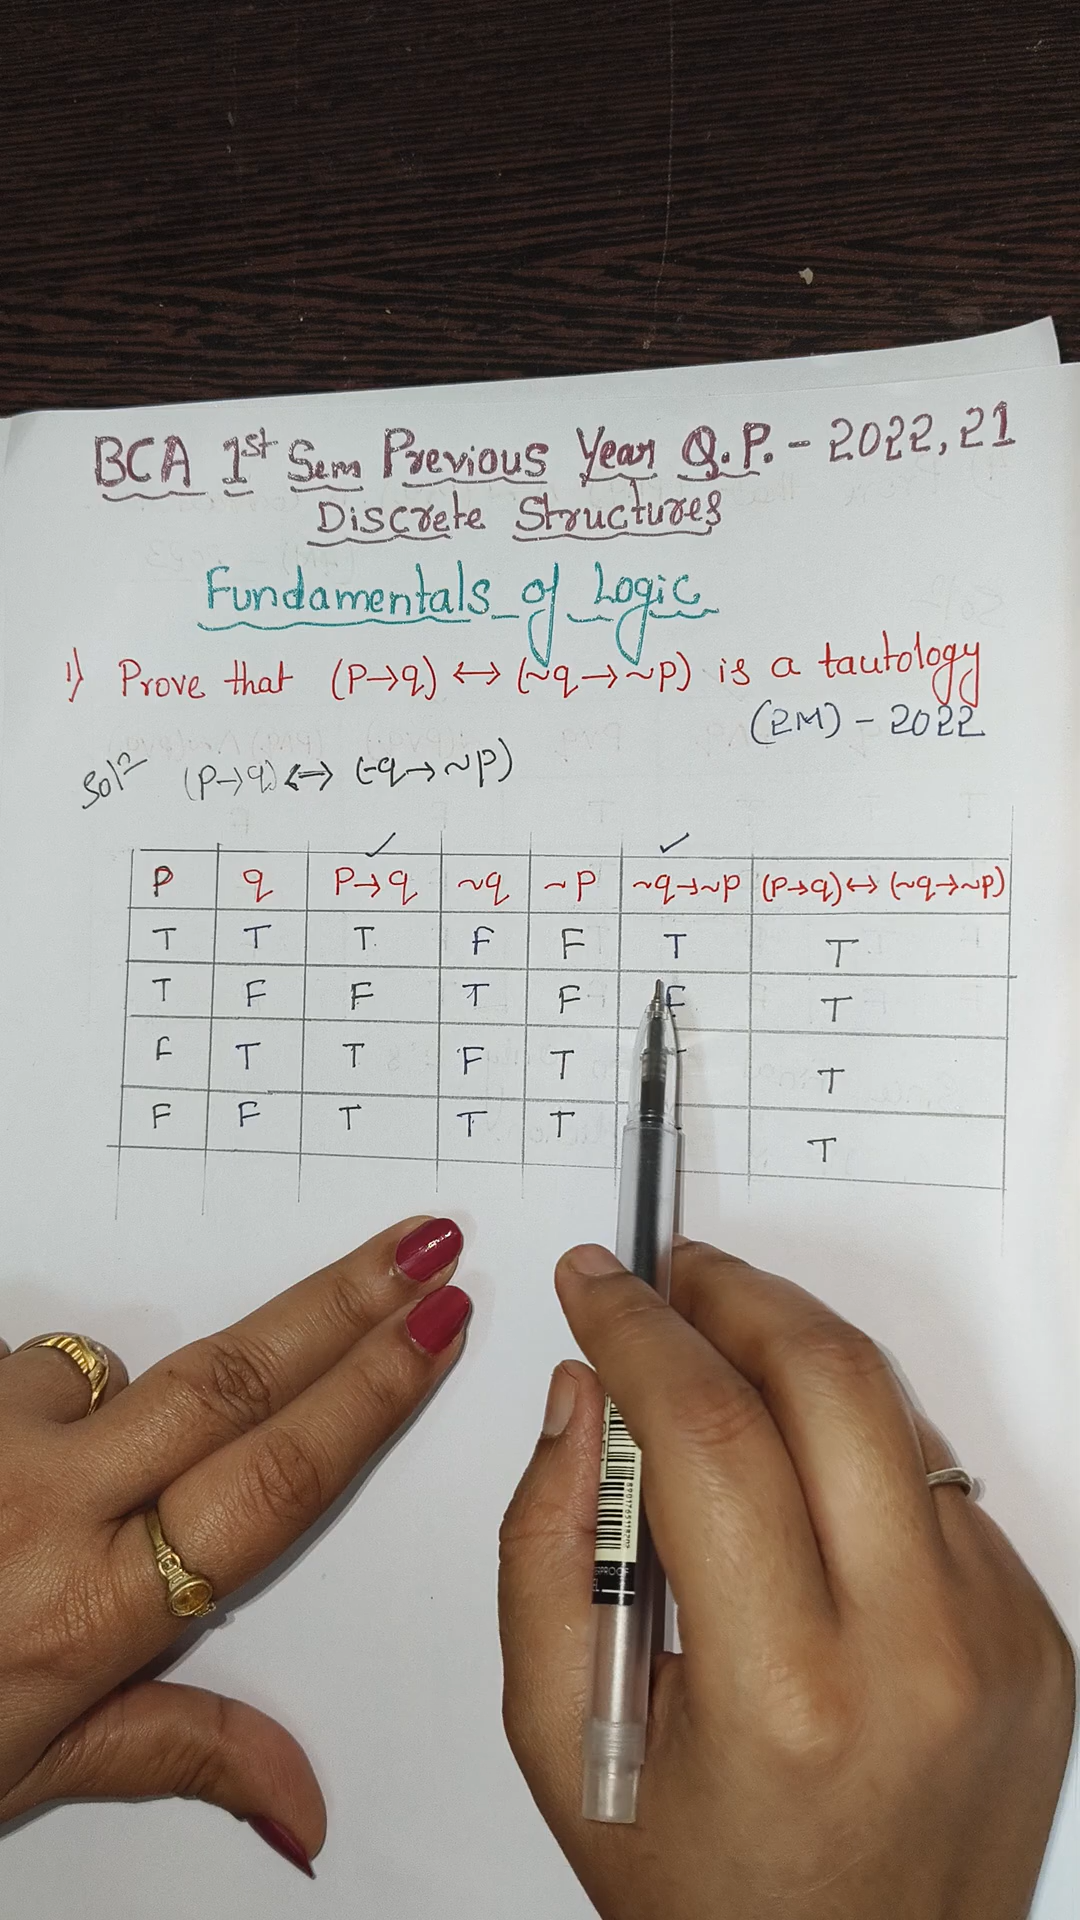 BCA 1st Sem Previous Year Q.P. - 2022, 21
Discrete Structures
Fundamentals of Logic
1) Prove that (P→q) ↔ (~q→~p) is a tautology
(2M) - 2022
Soln (P→q) ↔ (~q→~p)
✓ ✓
P q P→q ~q ~p ~q→~p (P→q)↔(~q→~p)
T T T F F T T
T F F T F F T
F T T F T T
F F T T T T